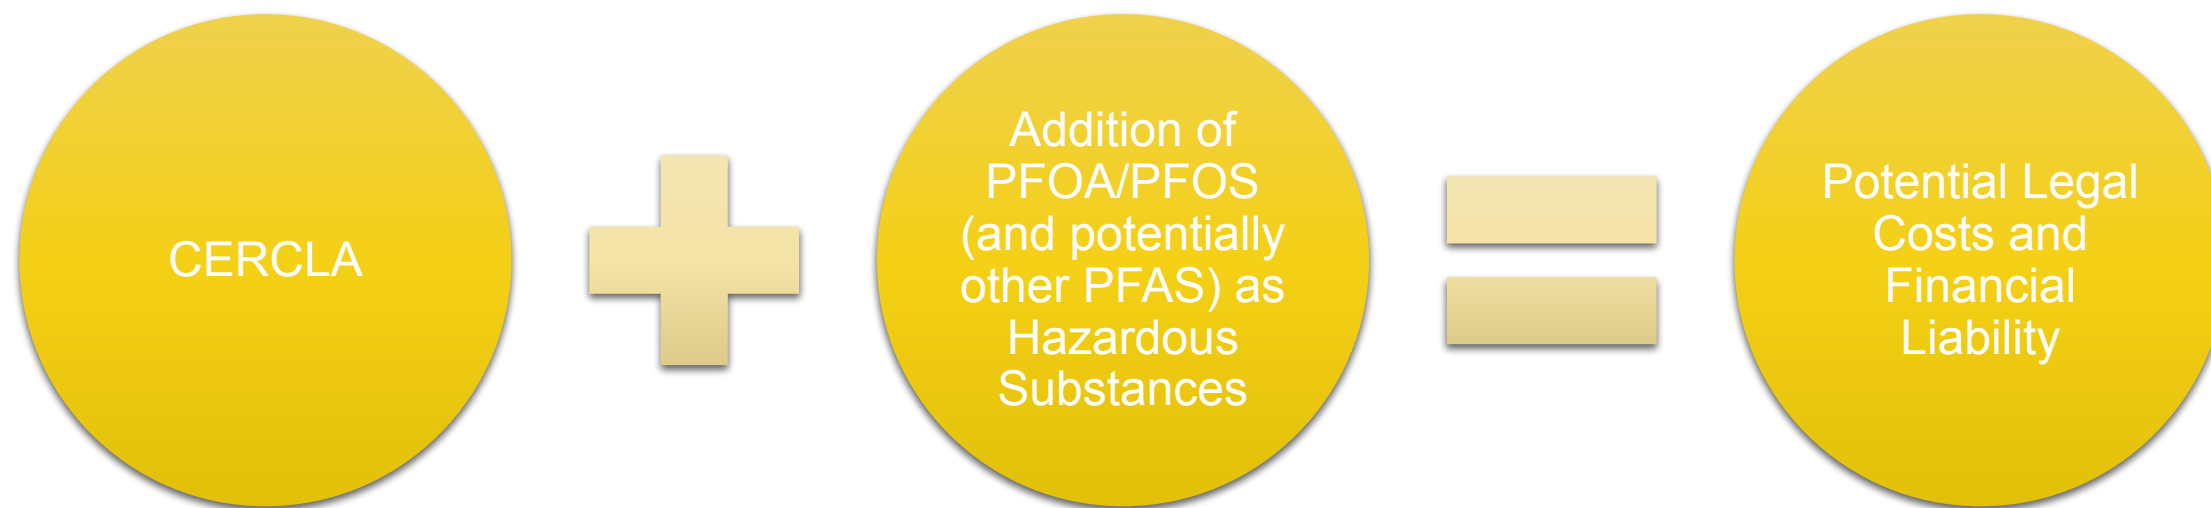 CERCLA
Addition of
PFOA/PFOS
(and potentially
other PFAS) as
Hazardous
Substances
Potential Legal
Costs and
Financial
Liability